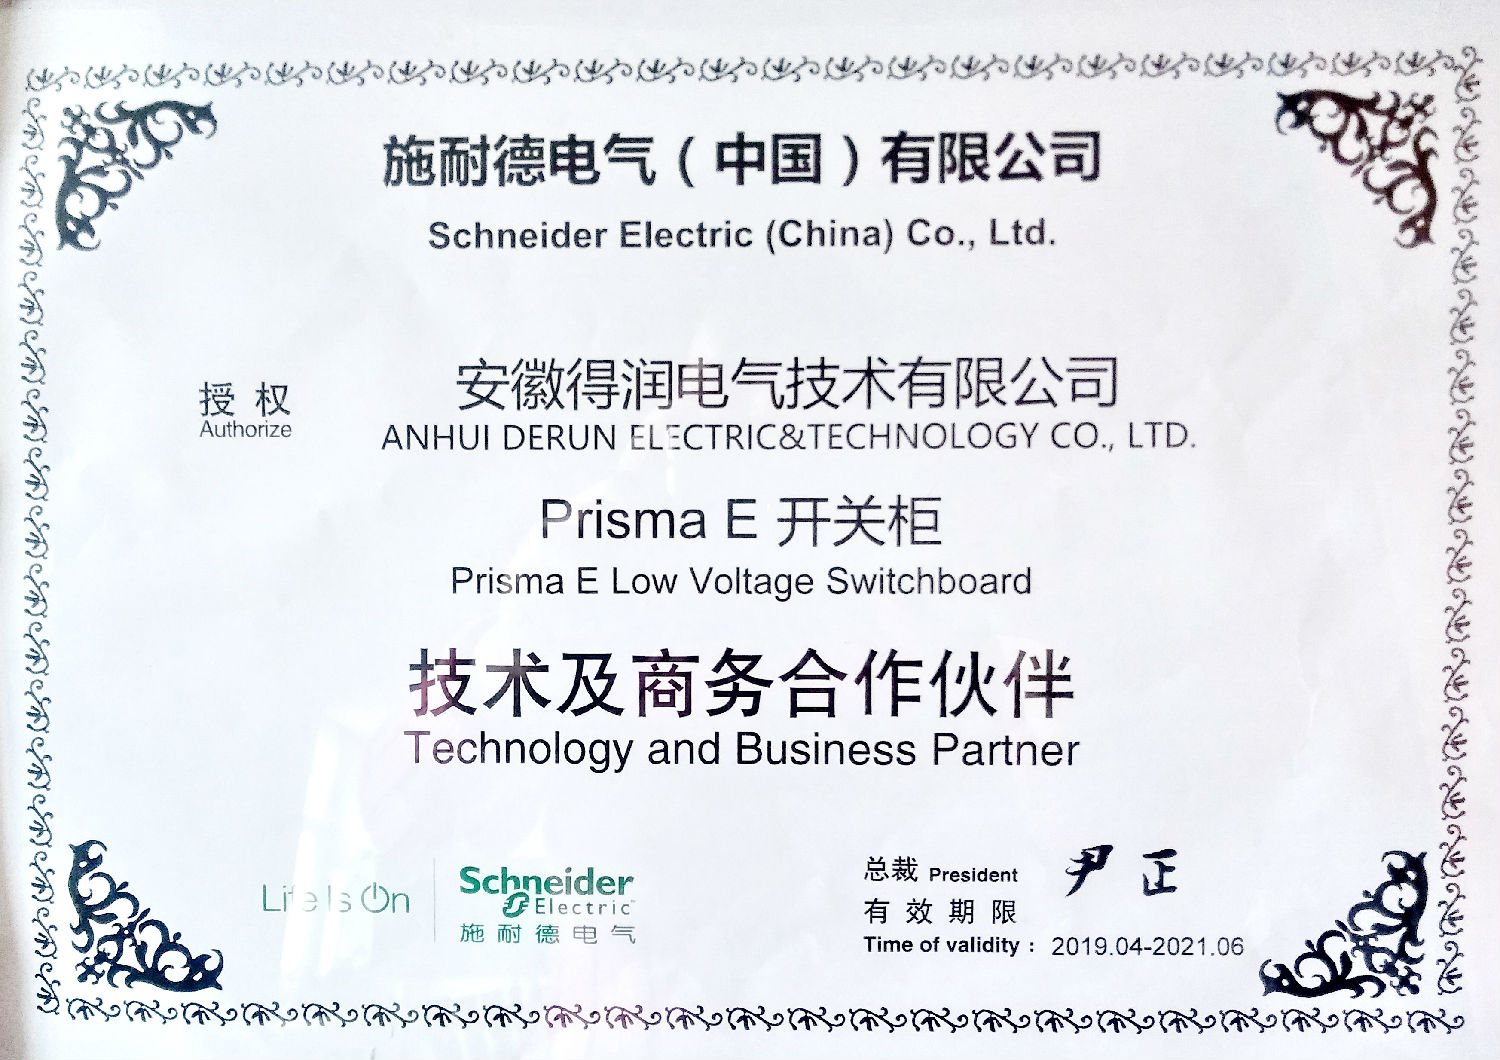 施耐德电气（中国）有限公司
Schneider Electric (China) Co., Ltd.
授权 安徽得润电气技术有限公司
Authorize ANHUI DERUN ELECTRIC&TECHNOLOGY CO., LTD.
Prisma E 开关柜
Prisma E Low Voltage Switchboard
技术及商务合作伙伴
Technology and Business Partner
Life Is On
Schneider
Electric
施耐德电气
总裁 President 尹正
有效期限
Time of validity : 2019.04-2021.06